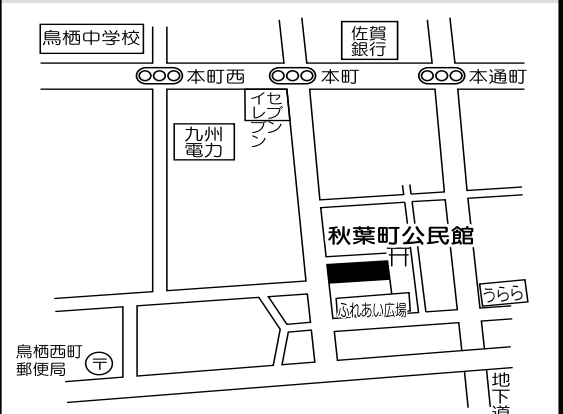 鳥栖中学校
佐賀
銀行
本町西
本町
本通町
セブン
イレブン
九州
電力
秋葉町公民館
うらら
ふれあい広場
鳥栖西町
郵便局
地下道